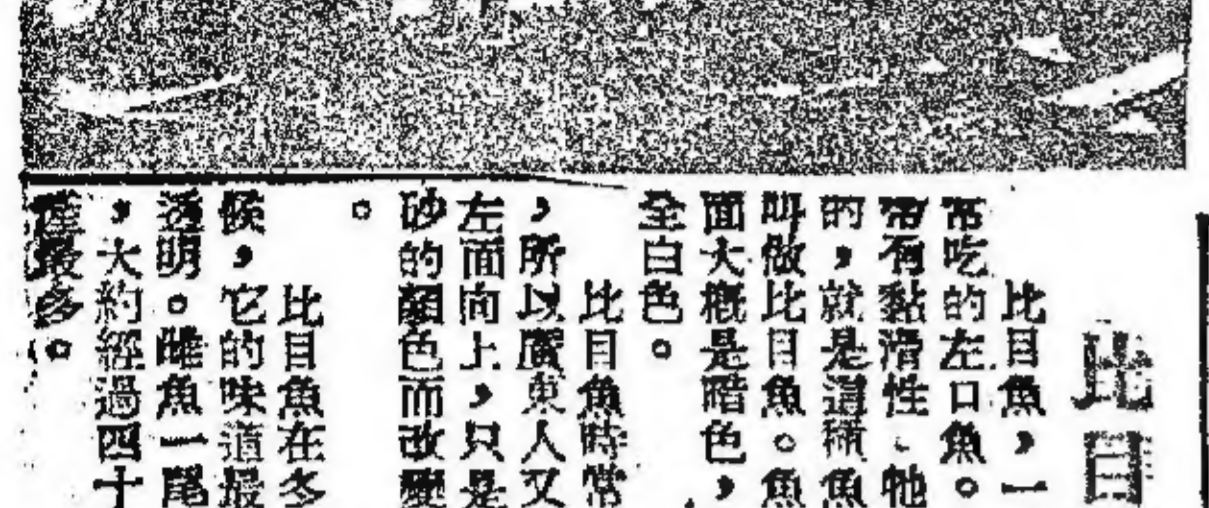 比目
比目魚，一
常吃的左口魚。
常有黏滑性、牠
的，就是這種魚
叫做比目魚。魚
面大概是暗色，
全白色。
比目魚時常
，所以廣東人又
左面向上，只是
砂的顏色而改變
。
比目魚在冬
候，它的味道最
透明。雌魚一尾
，大約經過四十
產最多。